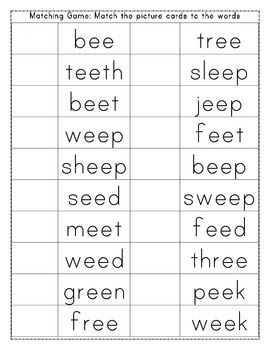 Matching Game: Match the picture cards to the words
bee tree
teeth sleep
beet jeep
weep feet
sheep beep
seed sweep
meet feed
weed three
green peek
free week